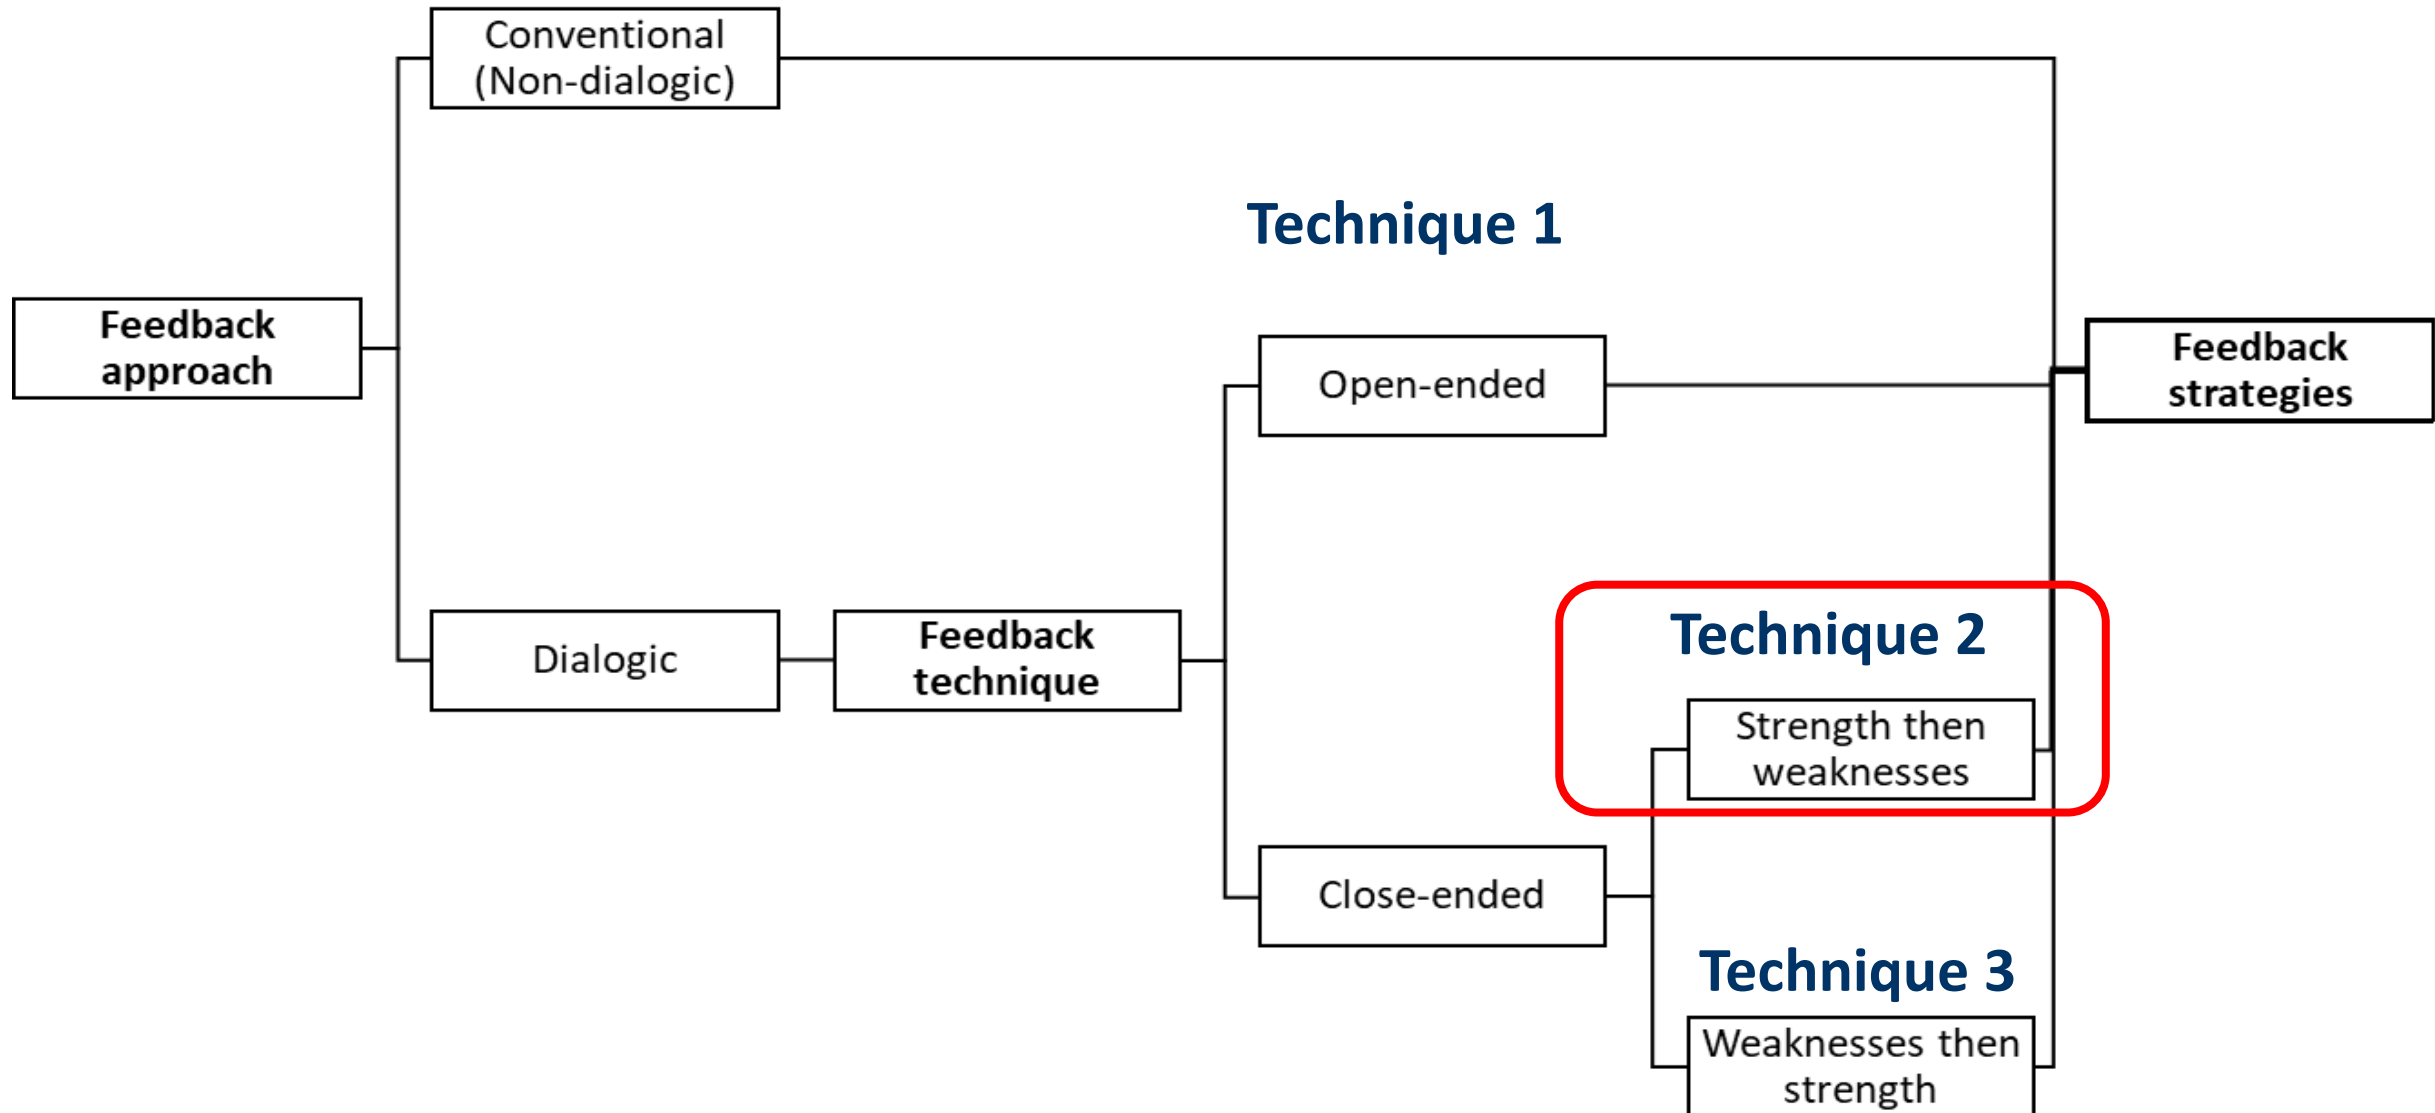 Conventional
(Non-dialogic)
Technique 1
Feedback
approach
Open-ended
Feedback
strategies
Dialogic
Feedback
technique
Technique 2
Strength then
weaknesses
Close-ended
Technique 3
Weaknesses then
strength